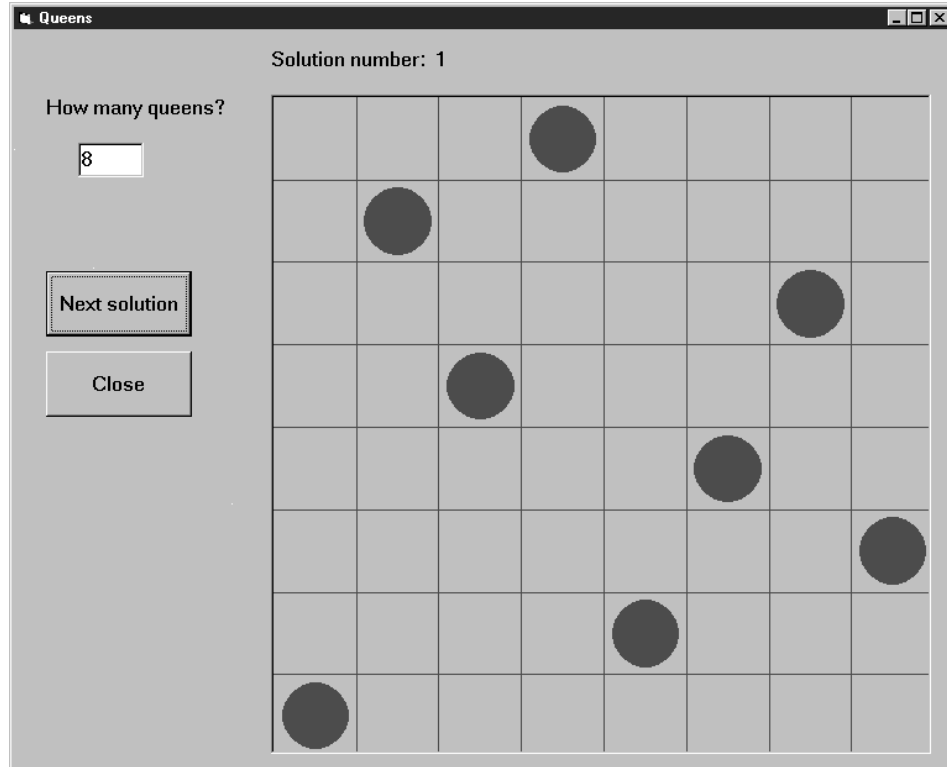 Queens
Solution number: 1
How many queens?
8
Next solution
Close